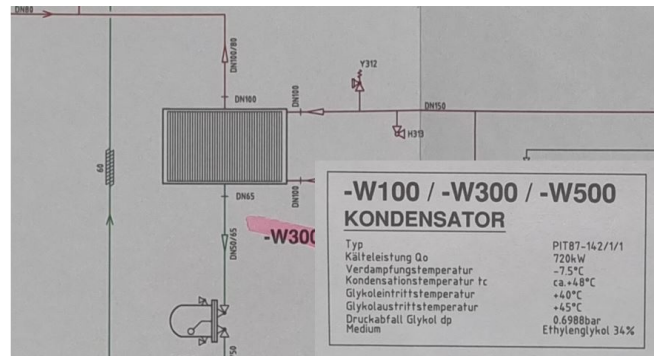 DN80
DN100/80
Y312
DN100
DN100
DN150
H313
60
DN65
DN100
DN50/65
-W300
/50
-W100 / -W300 / -W500
KONDENSATOR
Typ PIT87-142/1/1
Kälteleistung Qo 720kW
Verdampfungstemperatur -7.5°C
Kondensationstemperatur tc ca.+48°C
Glykoleintrittstemperatur +40°C
Glykolaustrittstemperatur +45°C
Druckabfall Glykol dp 0.6988bar
Medium Ethylenglykol 34%